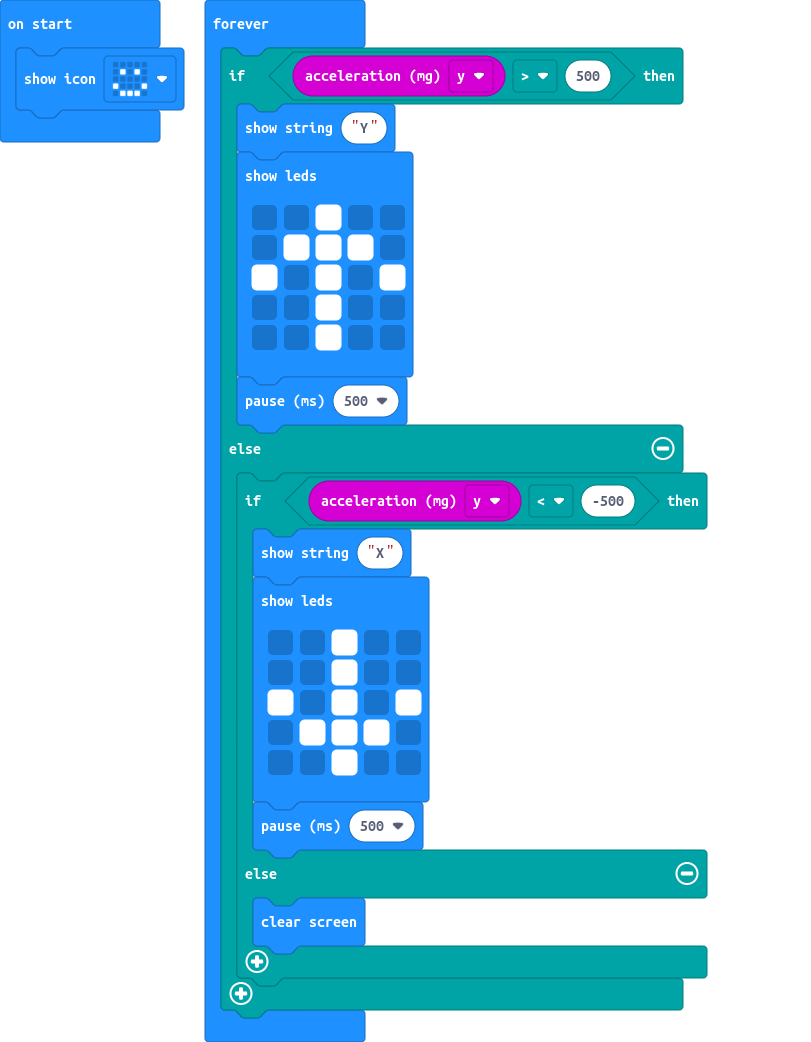 on start
show icon
forever
if acceleration (mg) y > 500 then
show string "Y"
show leds
pause (ms) 500
else
if acceleration (mg) y < -500 then
show string "X"
show leds
pause (ms) 500
else
clear screen